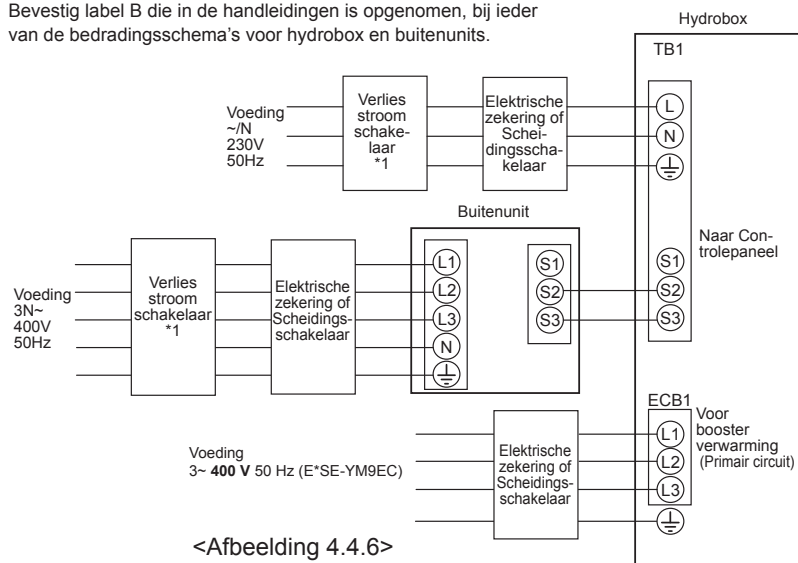 Bevestig label B die in de handleidingen is opgenomen, bij ieder
van de bedradingsschema’s voor hydrobox en buitenunits.
Hydrobox
TB1
Voeding
~/N
230V
50Hz
Verlies
stroom
schake-
laar
*1
Elektrische
zekering of
Schei-
dingsscha-
kelaar
L
N
Buitenunit
Naar Con-
trolepaneel
Voeding
3N~
400V
50Hz
Verlies
stroom
schakelaar
*1
Elektrische
zekering of
Scheidings-
schakelaar
L1
L2
L3
N
S1
S2
S3
S1
S2
S3
ECB1
Voor
booster
verwarming
(Primair circuit)
Voeding
3~ 400 V 50 Hz (E*SE-YM9EC)
Elektrische
zekering of
Scheidings-
schakelaar
L1
L2
L3
<Afbeelding 4.4.6>